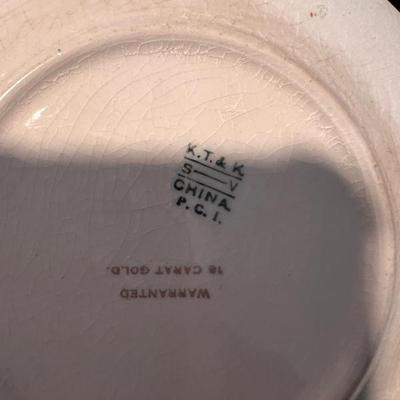 K.T. & K.
S—V
CHINA
P.C.I.
WARRANTED
18 CARAT GOLD.